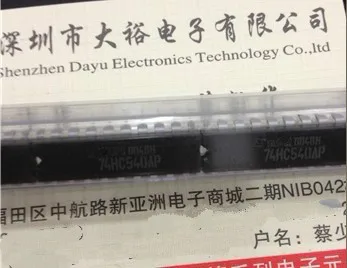 深圳市大裕电子有限公司
Shenzhen Dayu Electronics Technology Co.,ltd
74HC540AP
74HC540AP
福田区中航路新亚洲电子商城二期NIB042
户名：蔡少